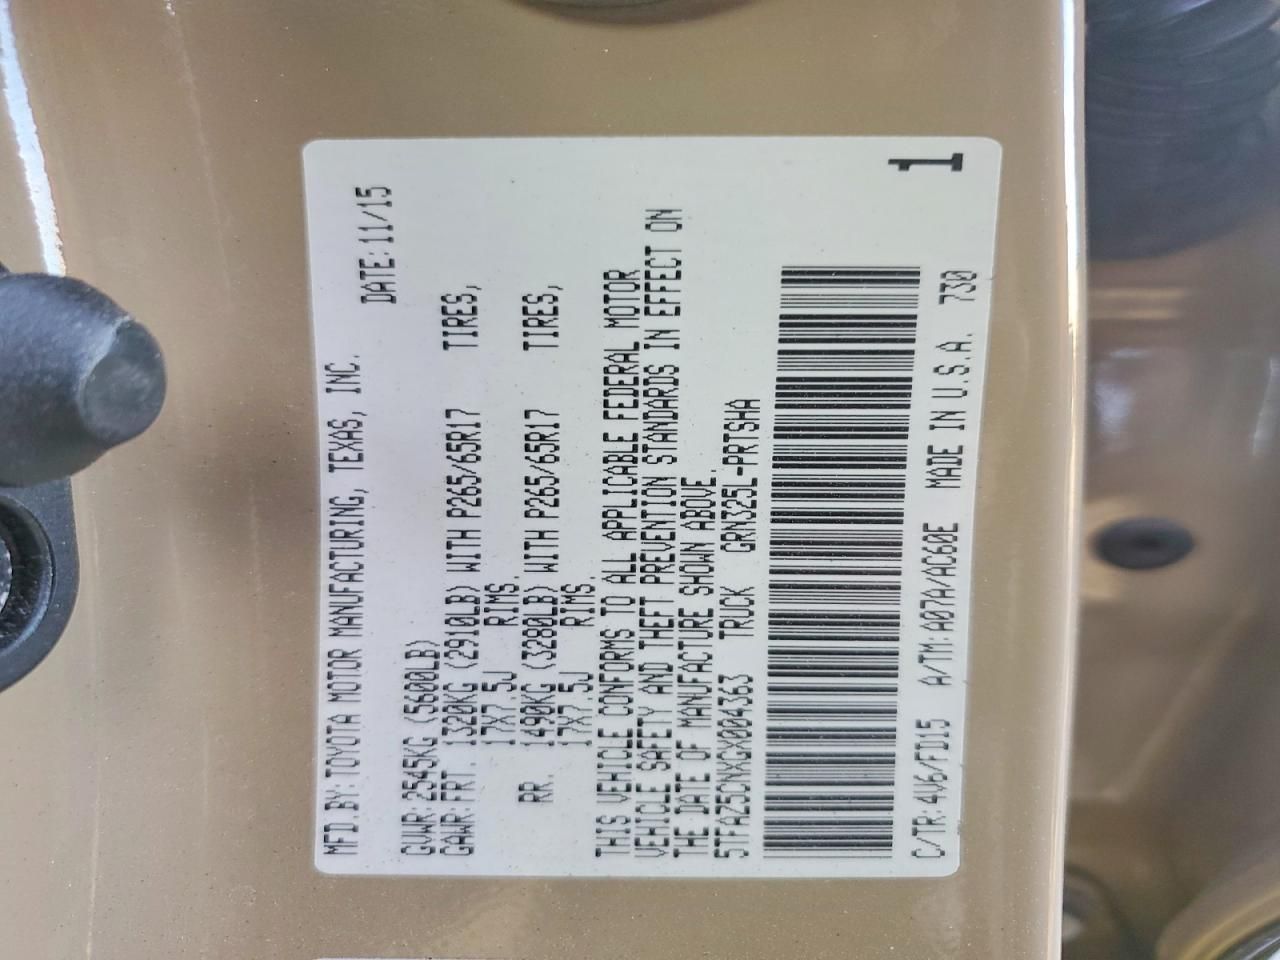 MFD.BY:TOYOTA MOTOR MANUFACTURING, TEXAS, INC.
DATE:11/15
GVWR:2545KG (5600LB)
GAWR:FRT. 1320KG (2910LB) WITH P265/65R17 TIRES,
17X7.5J RIMS.
RR. 1490KG (3280LB) WITH P265/65R17 TIRES,
17X7.5J RIMS.
THIS VEHICLE CONFORMS TO ALL APPLICABLE FEDERAL MOTOR
VEHICLE SAFETY AND THEFT PREVENTION STANDARDS IN EFFECT ON
THE DATE OF MANUFACTURE SHOWN ABOVE.
5TFAZ5CNXGX004363 TRUCK GRN325L-PRTSHA
C/TR:4V6/FD15 A/TM:A07A/AC60E MADE IN U.S.A. 730
1